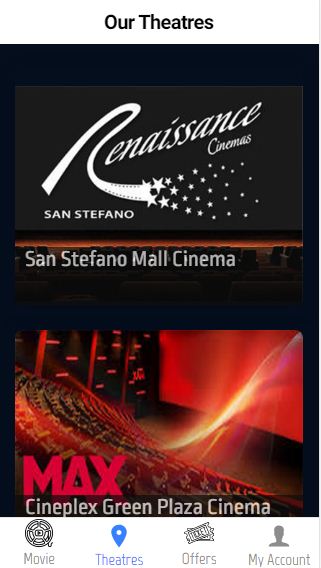 Our Theatres
Renaissance
Cinemas
SAN STEFANO
San Stefano Mall Cinema
MAX
Cineplex Green Plaza Cinema
Movie
Theatres
Offers
My Account